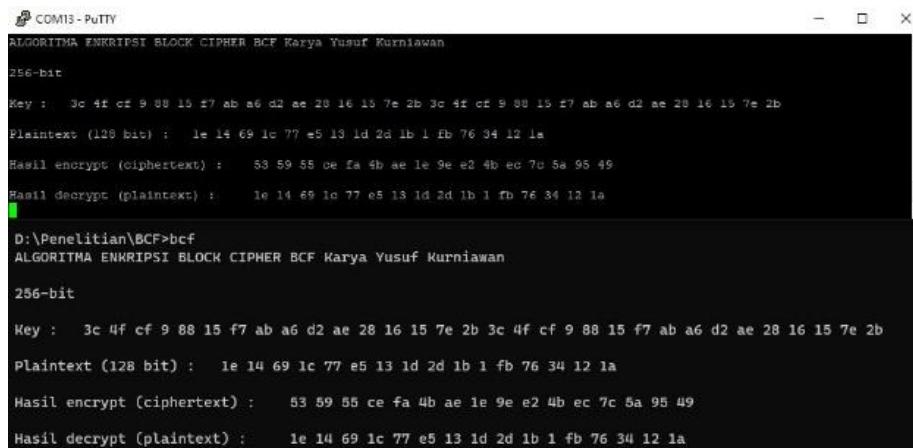 COM13 - PuTTY
ALGORITMA ENKRIPSI BLOCK CIPHER BCF Karya Yusuf Kurniawan
256-bit
Key : 3c 4f cf 9 88 15 f7 ab a6 d2 ae 28 16 15 7e 2b 3c 4f cf 9 88 15 f7 ab a6 d2 ae 28 16 15 7e 2b
Plaintext (128 bit) : 1e 14 69 1c 77 e5 13 1d 2d 1b 1 fb 76 34 12 1a
Hasil encrypt (ciphertext) : 53 59 55 ce fa 4b ae 1e 9e e2 4b ec 7c 5a 95 49
Hasil decrypt (plaintext) : 1e 14 69 1c 77 e5 13 1d 2d 1b 1 fb 76 34 12 1a
D:\Penelitian\BCF>bcf
ALGORITMA ENKRIPSI BLOCK CIPHER BCF Karya Yusuf Kurniawan
256-bit
Key : 3c 4f cf 9 88 15 f7 ab a6 d2 ae 28 16 15 7e 2b 3c 4f cf 9 88 15 f7 ab a6 d2 ae 28 16 15 7e 2b
Plaintext (128 bit) : 1e 14 69 1c 77 e5 13 1d 2d 1b 1 fb 76 34 12 1a
Hasil encrypt (ciphertext) : 53 59 55 ce fa 4b ae 1e 9e e2 4b ec 7c 5a 95 49
Hasil decrypt (plaintext) : 1e 14 69 1c 77 e5 13 1d 2d 1b 1 fb 76 34 12 1a